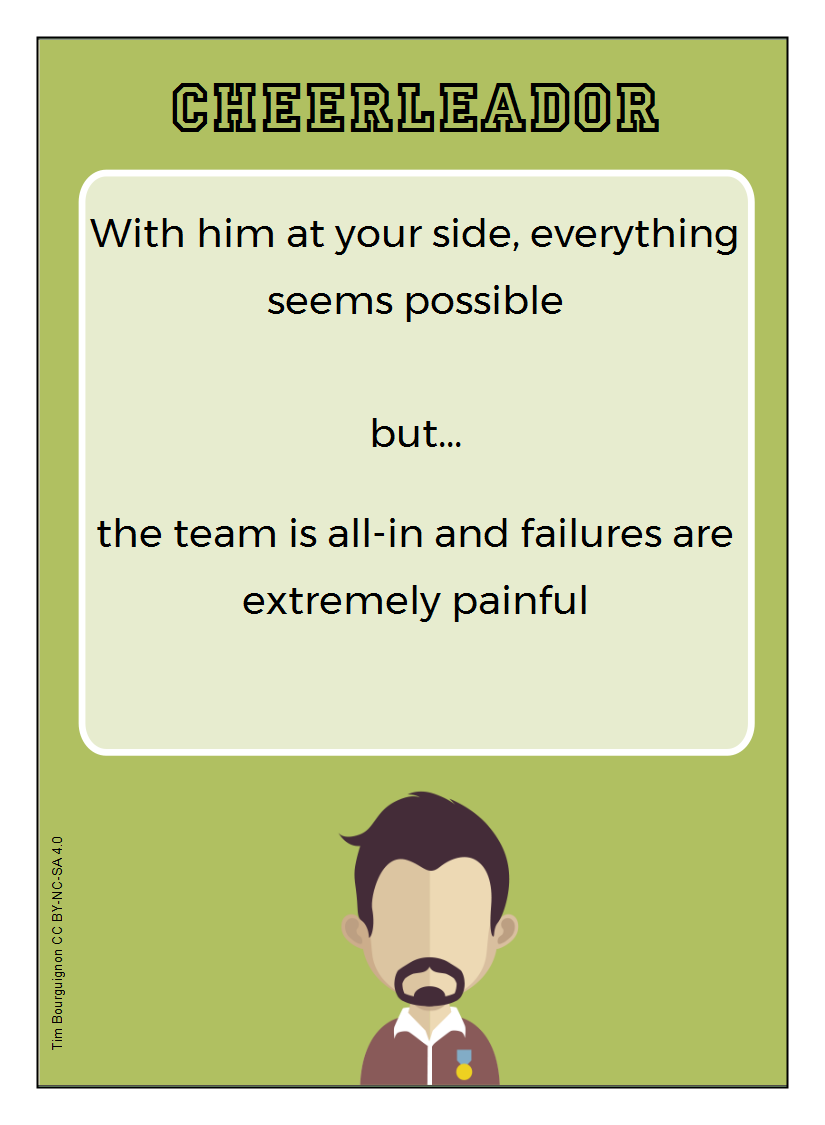 CHEERLEADOR
With him at your side, everything
seems possible
but...
the team is all-in and failures are
extremely painful
Tim Bourguignon CC BY-NC-SA 4.0